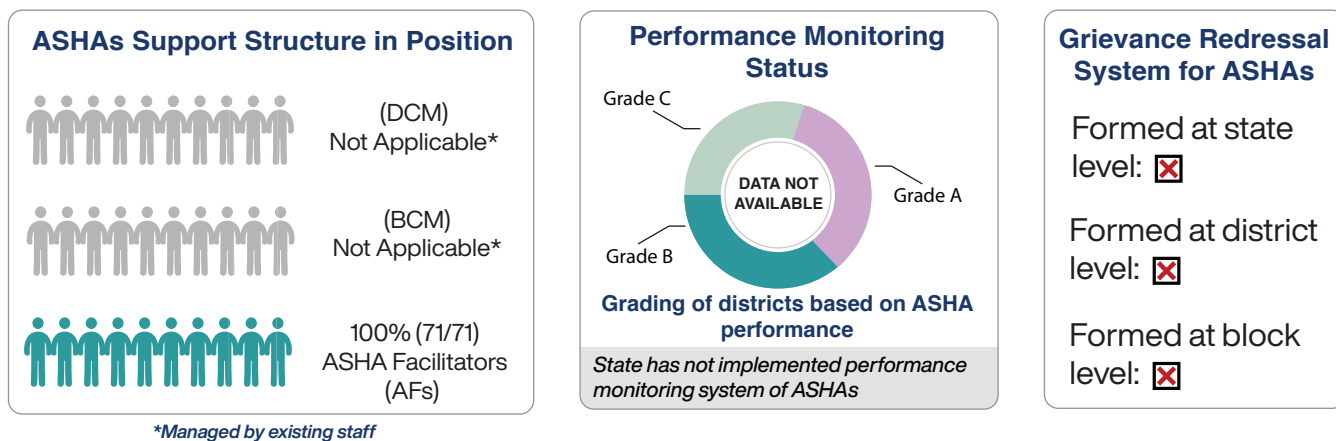 ASHAs Support Structure in Position
(DCM)
Not Applicable*
(BCM)
Not Applicable*
100% (71/71)
ASHA Facilitators
(AFs)
*Managed by existing staff
Performance Monitoring
Status
Grade C
DATA NOT
AVAILABLE
Grade A
Grade B
Grading of districts based on ASHA
performance
State has not implemented performance
monitoring system of ASHAs
Grievance Redressal
System for ASHAs
Formed at state
level:
Formed at district
level:
Formed at block
level: